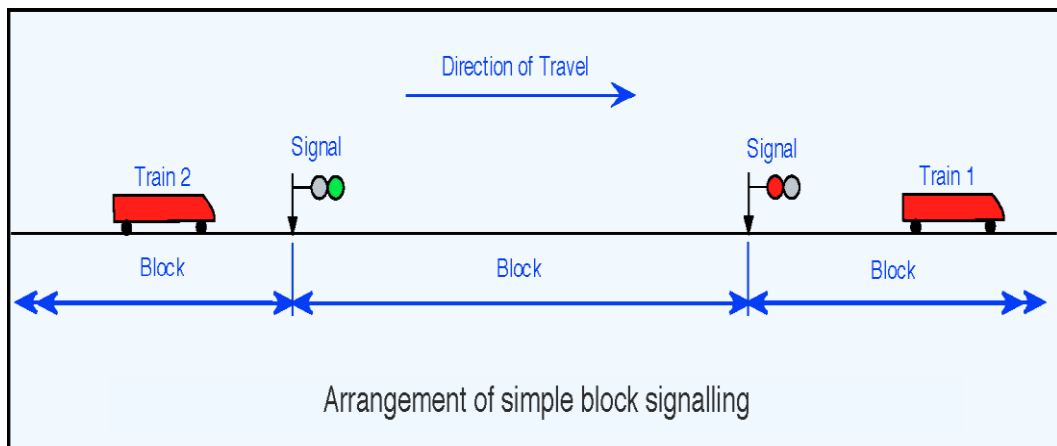 Direction of Travel
Signal
Signal
Train 2
Train 1
Block
Block
Block
Arrangement of simple block signalling